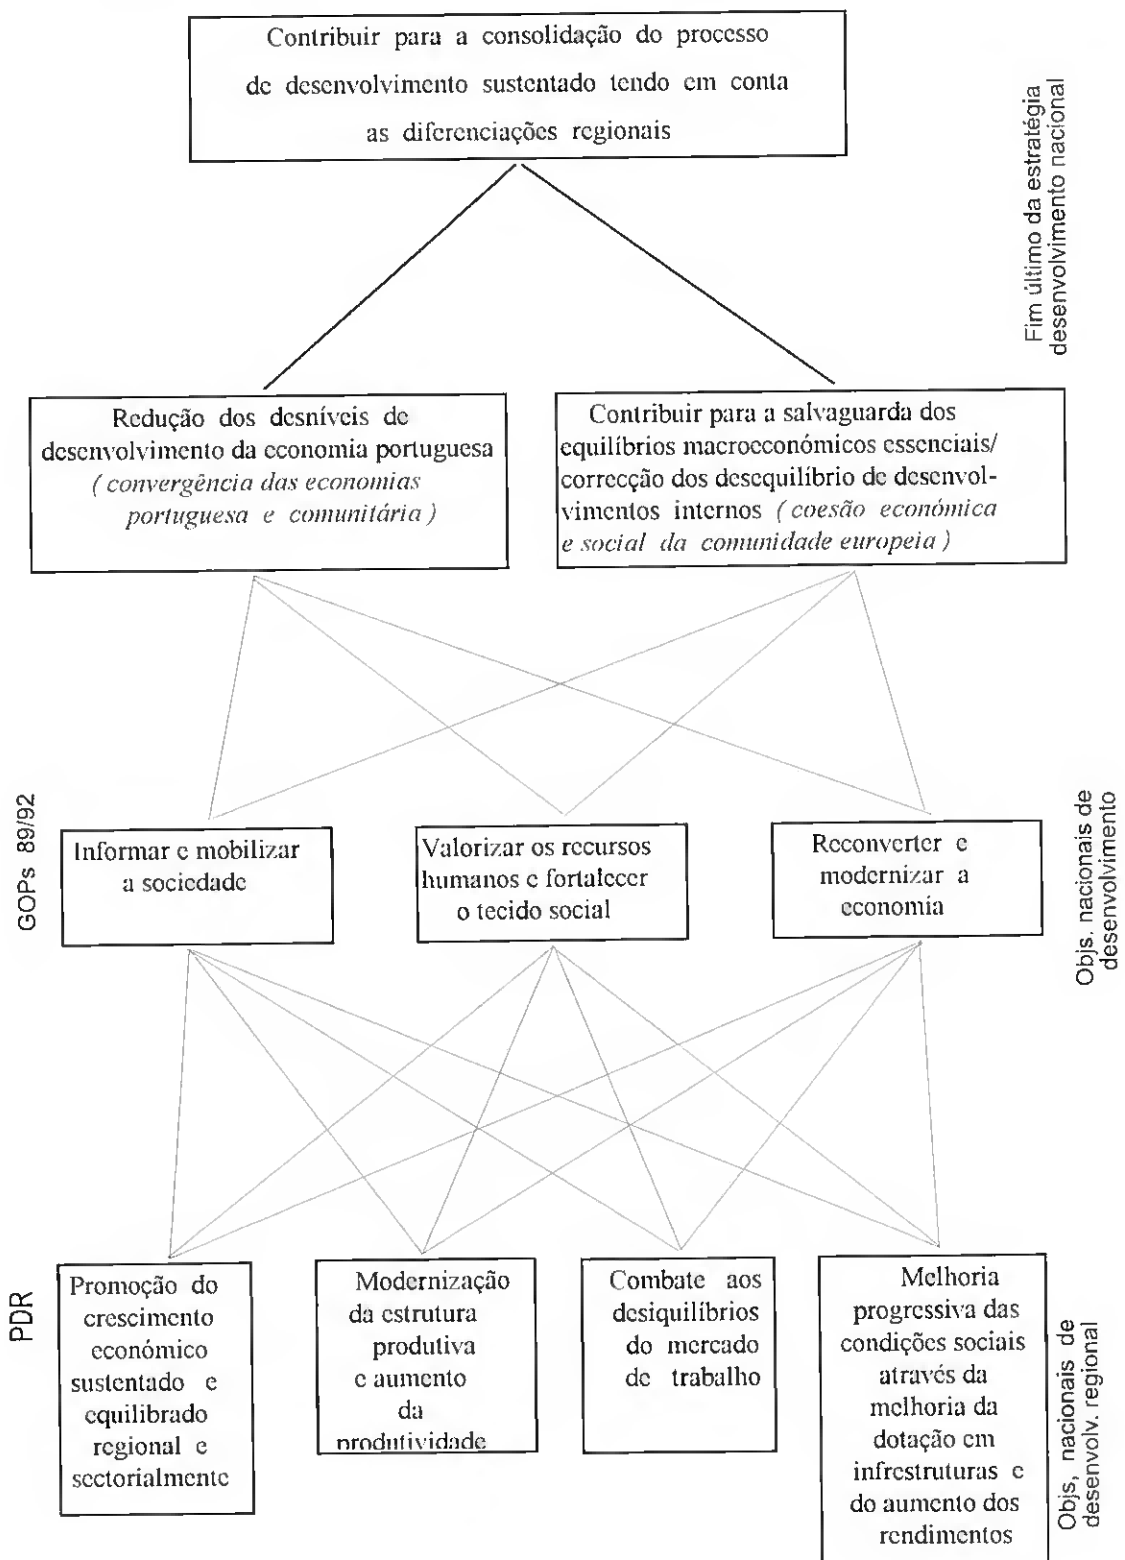 Contribuir para a consolidação do processo
de desenvolvimento sustentado tendo em conta
as diferenciações regionais
Fim último da estratégia
desenvolvimento nacional
Redução dos desníveis de
desenvolvimento da economia portuguesa
( convergência das economias
portuguesa e comunitária )
Contribuir para a salvaguarda dos
equilíbrios macroeconómicos essenciais/
correcção dos desequilíbrio de desenvol-
vimentos internos ( coesão económica
e social da comunidade europeia )
GOPs 89/92
Informar e mobilizar
a sociedade
Valorizar os recursos
humanos e fortalecer
o tecido social
Reconverter e
modernizar a
economia
Objs. nacionais de
desenvolvimento
PDR
Promoção do
crescimento
económico
sustentado e
equilibrado
regional e
sectorialmente
Modernização
da estrutura
produtiva
e aumento
da
produtividade
Combate aos
desiquilíbrios
do mercado
de trabalho
Melhoria
progressiva das
condições sociais
através da
melhoria da
dotação em
infrestruturas e
do aumento dos
rendimentos
Objs, nacionais de
desenvolv. regional